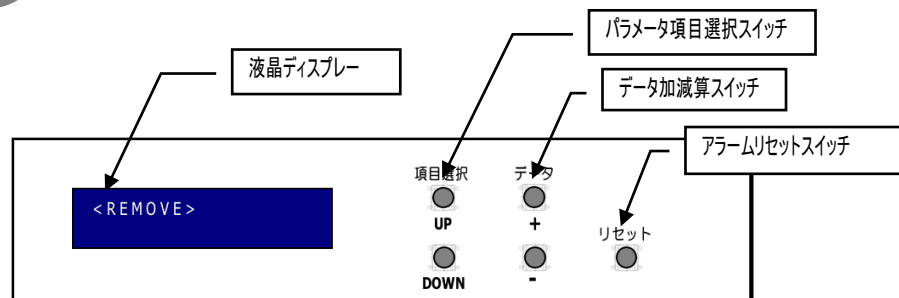 パラメータ項目選択スイッチ
液晶ディスプレー
データ加減算スイッチ
アラームリセットスイッチ
項目選択
データ
<REMOVE>
UP
+
リセット
DOWN
-